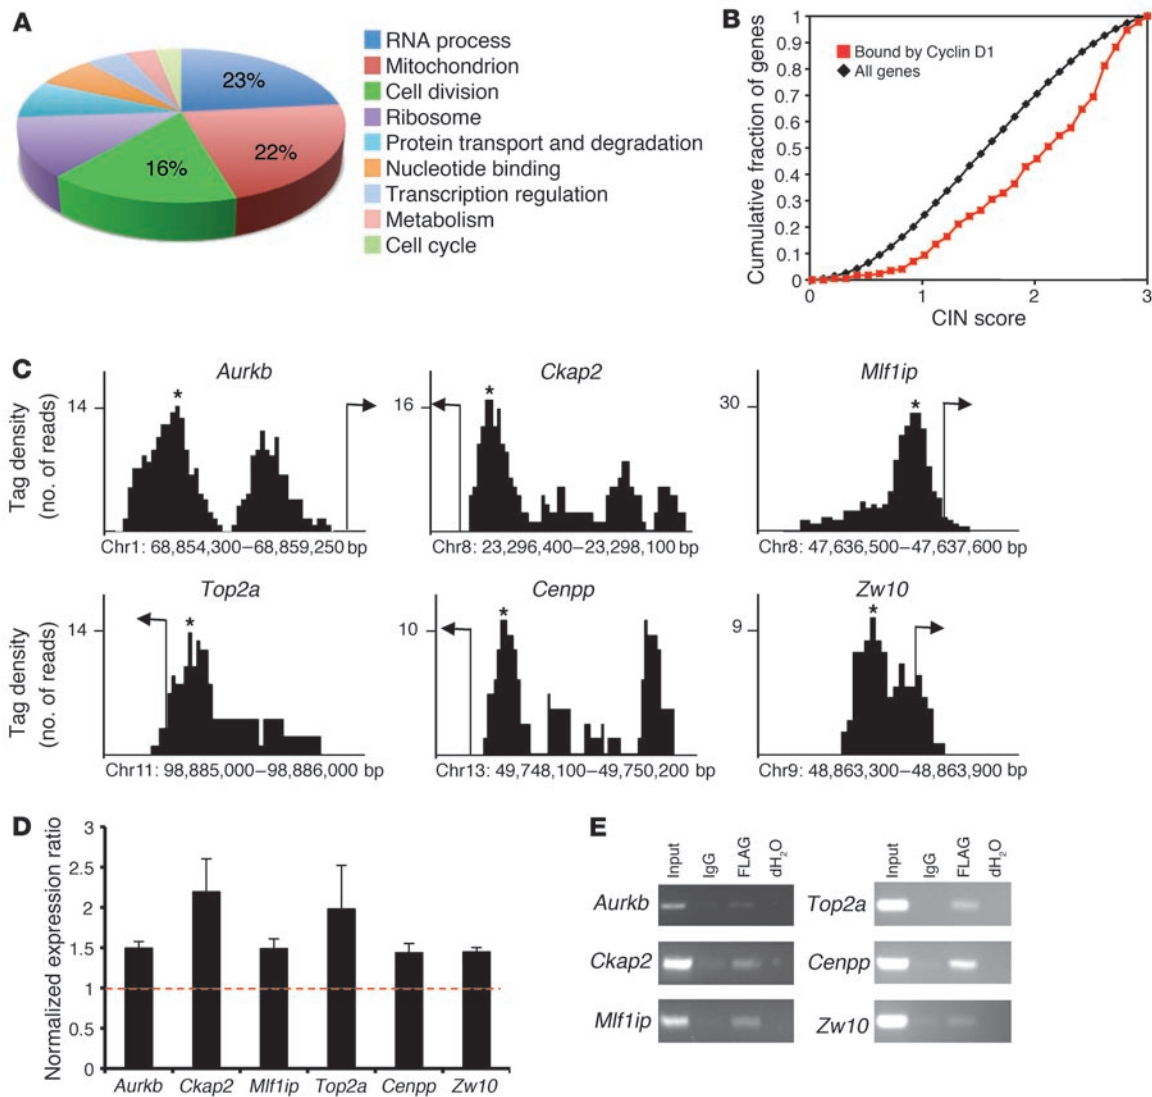 A
23%
22%
16%
RNA process
Mitochondrion
Cell division
Ribosome
Protein transport and degradation
Nucleotide binding
Transcription regulation
Metabolism
Cell cycle
B
Cumulative fraction of genes
1
0.9
0.8
0.7
0.6
0.5
0.4
0.3
0.2
0.1
0
Bound by Cyclin D1
All genes
0 1 2 3
CIN score
C
Tag density
(no. of reads)
Aurkb
14
*
Chr1: 68,854,300–68,859,250 bp
Ckap2
16
*
Chr8: 23,296,400–23,298,100 bp
Mlf1ip
30
*
Chr8: 47,636,500–47,637,600 bp
Tag density
(no. of reads)
Top2a
14
*
Chr11: 98,885,000–98,886,000 bp
Cenpp
10
*
Chr13: 49,748,100–49,750,200 bp
Zw10
9
*
Chr9: 48,863,300–48,863,900 bp
D
Normalized expression ratio
3
2.5
2
1.5
1
0.5
0
Aurkb Ckap2 Mlf1ip Top2a Cenpp Zw10
E
Input IgG FLAG dH2O
Aurkb
Ckap2
Mlf1ip
Input IgG FLAG dH2O
Top2a
Cenpp
Zw10